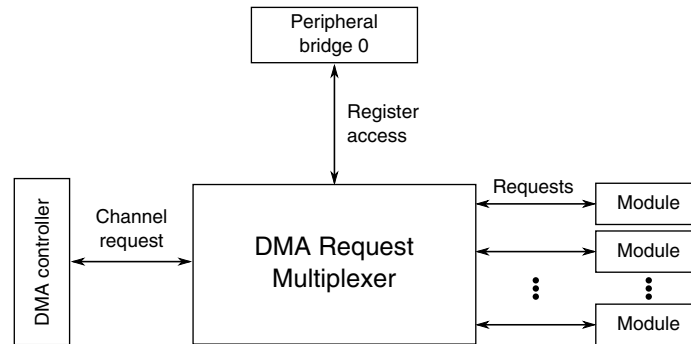 Peripheral
bridge 0
Register
access
DMA controller
Channel
request
DMA Request
Multiplexer
Requests
Module
Module
Module